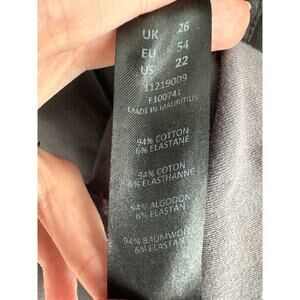 UK 26
EU 54
US 22
11219009
F100741
MADE IN MAURITIUS
94% COTTON
6% ELASTANE
94% COTON
6% ELASTHANNE
94% ALGODON
6% ELASTAN
94% BAUMWOLL
6% ELASTAN